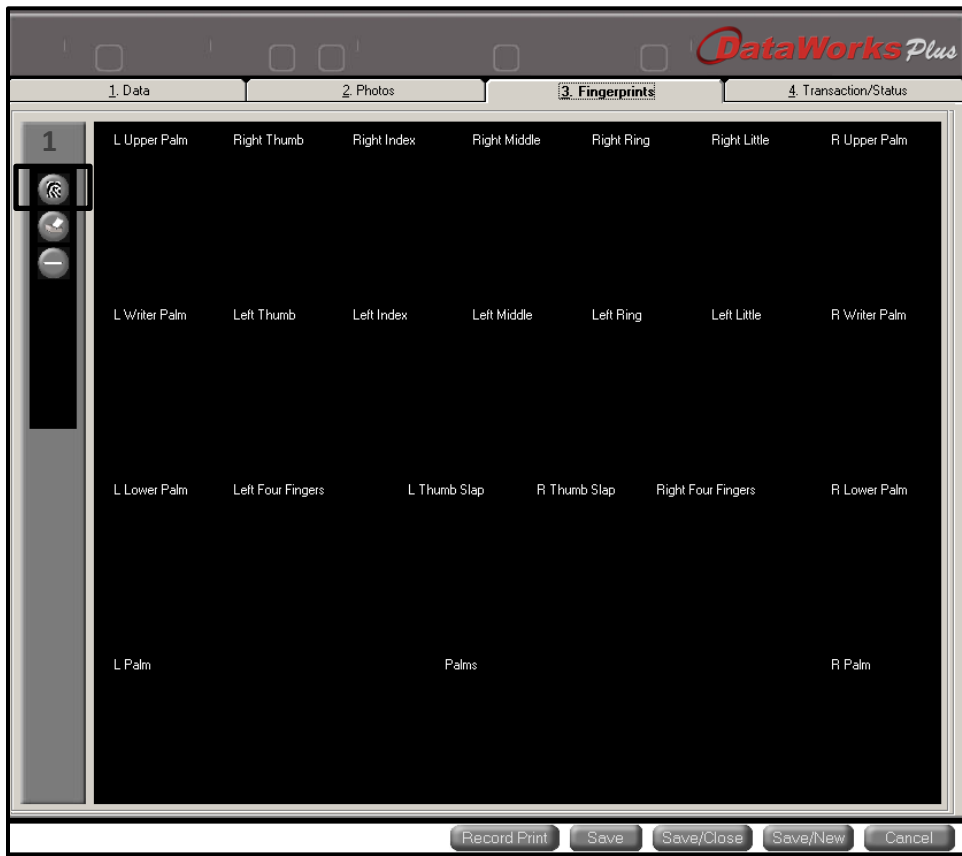 DataWorks Plus
1. Data 2. Photos 3. Fingerprints 4. Transaction/Status
1
L Upper Palm Right Thumb Right Index Right Middle Right Ring Right Little R Upper Palm
L Writer Palm Left Thumb Left Index Left Middle Left Ring Left Little R Writer Palm
L Lower Palm Left Four Fingers L Thumb Slap R Thumb Slap Right Four Fingers R Lower Palm
L Palm Palms R Palm
Record Print Save Save/Close Save/New Cancel